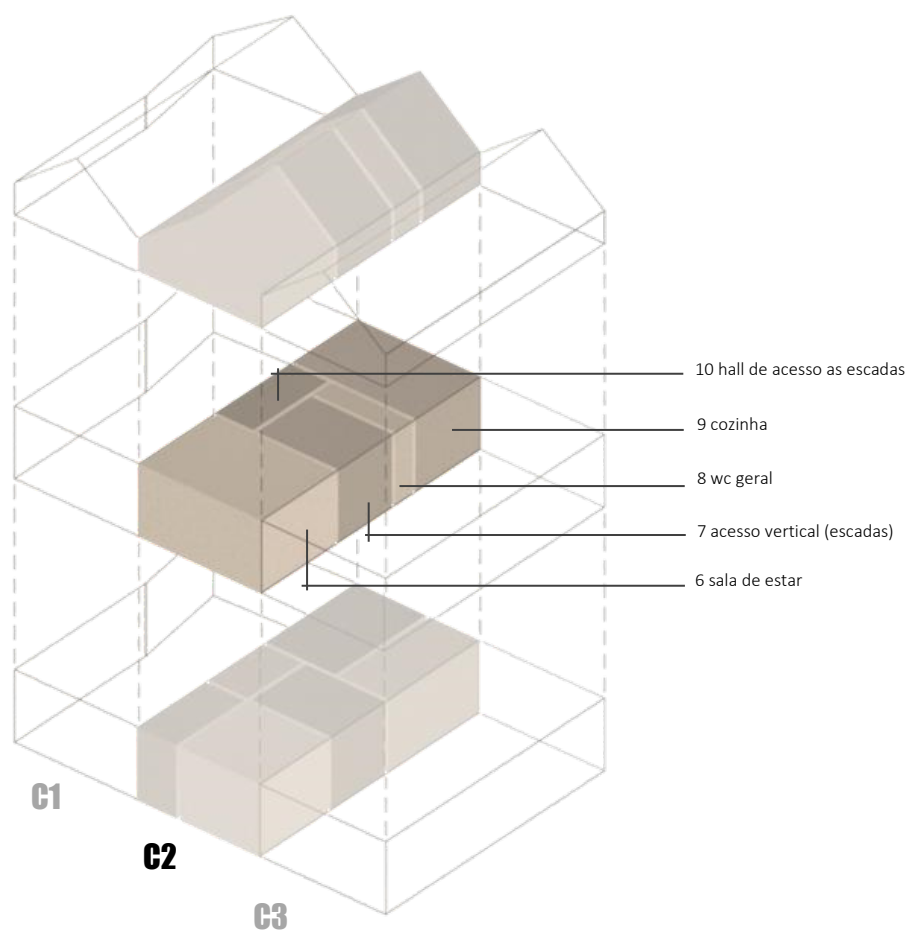 10 hall de acesso as escadas
9 cozinha
8 wc geral
7 acesso vertical (escadas)
6 sala de estar
C1
C2
C3